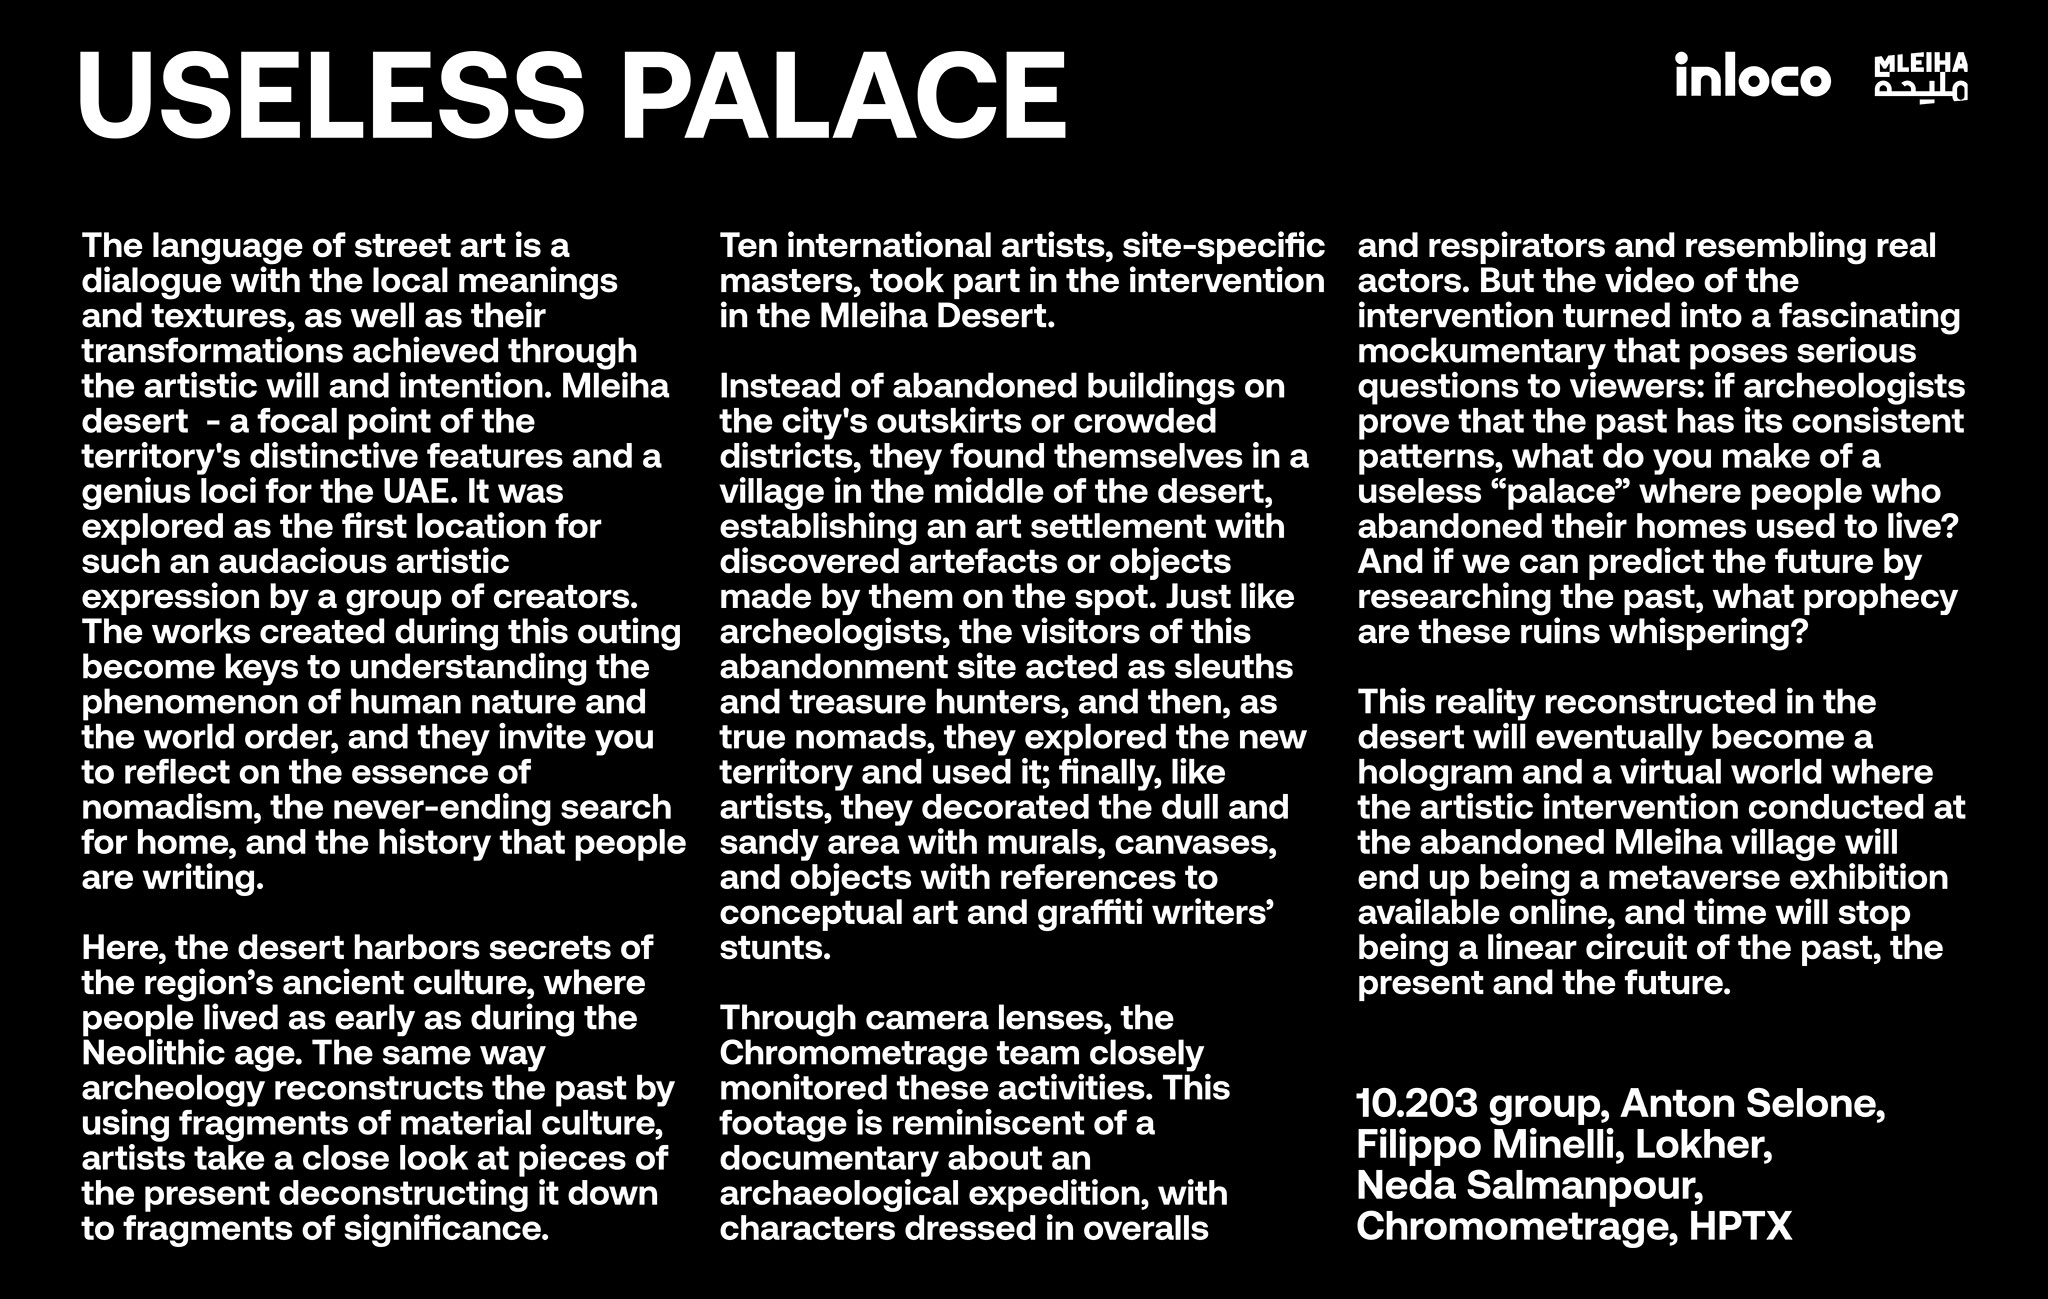 USELESS PALACE
inloco
MLEIHA
مليحة
The language of street art is a
dialogue with the local meanings
and textures, as well as their
transformations achieved through
the artistic will and intention. Mleiha
desert  - a focal point of the
territory's distinctive features and a
genius loci for the UAE. It was
explored as the first location for
such an audacious artistic
expression by a group of creators.
The works created during this outing
become keys to understanding the
phenomenon of human nature and
the world order, and they invite you
to reflect on the essence of
nomadism, the never-ending search
for home, and the history that people
are writing.
Here, the desert harbors secrets of
the region’s ancient culture, where
people lived as early as during the
Neolithic age. The same way
archeology reconstructs the past by
using fragments of material culture,
artists take a close look at pieces of
the present deconstructing it down
to fragments of significance.
Ten international artists, site-specific
masters, took part in the intervention
in the Mleiha Desert.
Instead of abandoned buildings on
the city's outskirts or crowded
districts, they found themselves in a
village in the middle of the desert,
establishing an art settlement with
discovered artefacts or objects
made by them on the spot. Just like
archeologists, the visitors of this
abandonment site acted as sleuths
and treasure hunters, and then, as
true nomads, they explored the new
territory and used it; finally, like
artists, they decorated the dull and
sandy area with murals, canvases,
and objects with references to
conceptual art and graffiti writers’
stunts.
Through camera lenses, the
Chromometrage team closely
monitored these activities. This
footage is reminiscent of a
documentary about an
archaeological expedition, with
characters dressed in overalls
and respirators and resembling real
actors. But the video of the
intervention turned into a fascinating
mockumentary that poses serious
questions to viewers: if archeologists
prove that the past has its consistent
patterns, what do you make of a
useless “palace” where people who
abandoned their homes used to live?
And if we can predict the future by
researching the past, what prophecy
are these ruins whispering?
This reality reconstructed in the
desert will eventually become a
hologram and a virtual world where
the artistic intervention conducted at
the abandoned Mleiha village will
end up being a metaverse exhibition
available online, and time will stop
being a linear circuit of the past, the
present and the future.
10.203 group, Anton Selone,
Filippo Minelli, Lokher,
Neda Salmanpour,
Chromometrage, HPTX